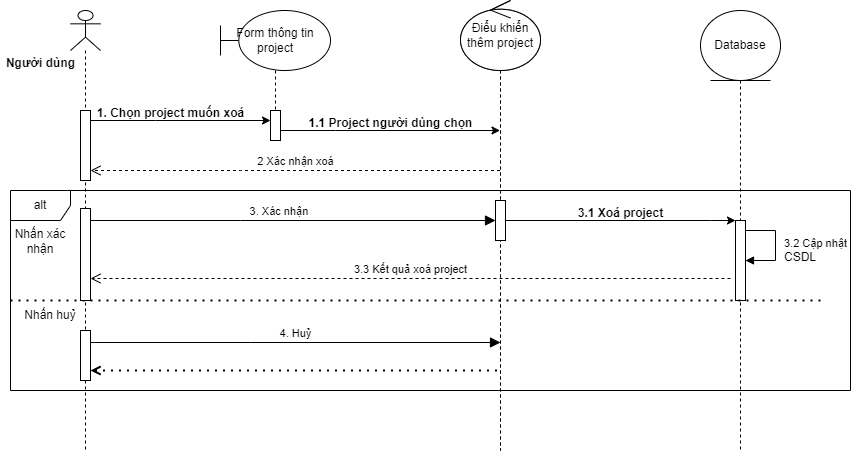 Người dùng
Form thông tin
project
Điều khiển
thêm project
Database
1. Chọn project muốn xoá
1.1 Project người dùng chọn
2 Xác nhận xoá
alt
Nhấn xác
nhận
3. Xác nhận
3.1 Xoá project
3.2 Cập nhật
CSDL
3.3 Kết quả xoá project
Nhấn huỷ
4. Huỷ